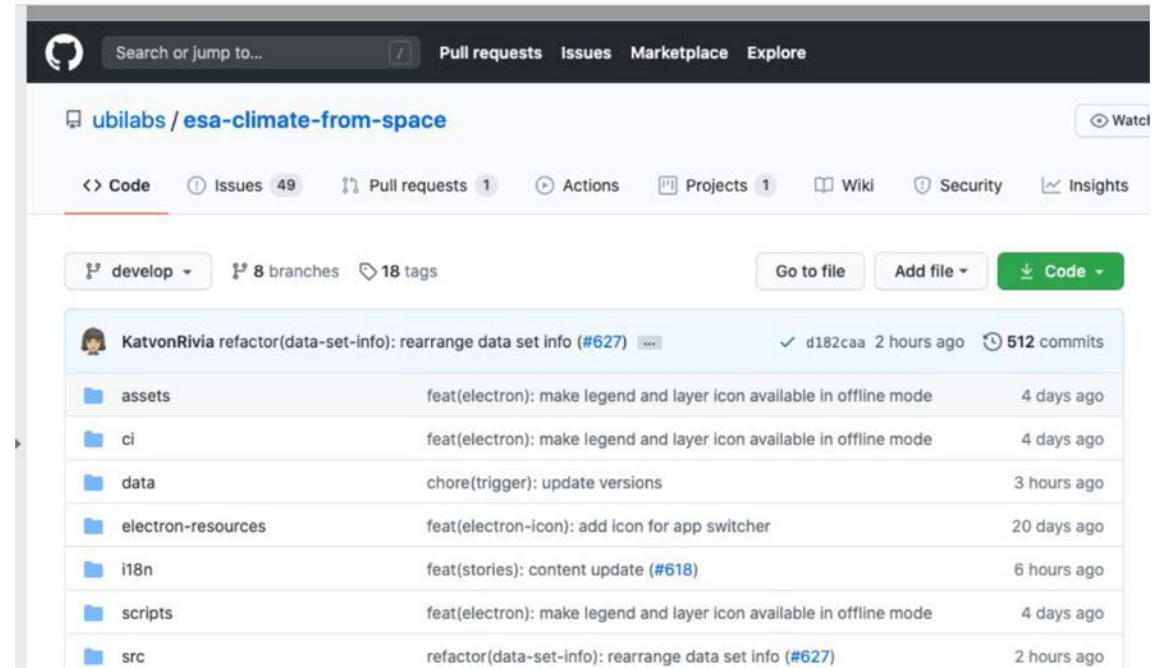 Search or jump to... / Pull requests Issues Marketplace Explore
ubilabs / esa-climate-from-space
Watch
<> Code Issues 49 Pull requests 1 Actions Projects 1 Wiki Security Insights
develop 8 branches 18 tags Go to file Add file Code
KatvonRivia refactor(data-set-info): rearrange data set info (#627) ... d182caa 2 hours ago 512 commits
assets feat(electron): make legend and layer icon available in offline mode 4 days ago
ci feat(electron): make legend and layer icon available in offline mode 4 days ago
data chore(trigger): update versions 3 hours ago
electron-resources feat(electron-icon): add icon for app switcher 20 days ago
i18n feat(stories): content update (#618) 6 hours ago
scripts feat(electron): make legend and layer icon available in offline mode 4 days ago
src refactor(data-set-info): rearrange data set info (#627) 2 hours ago